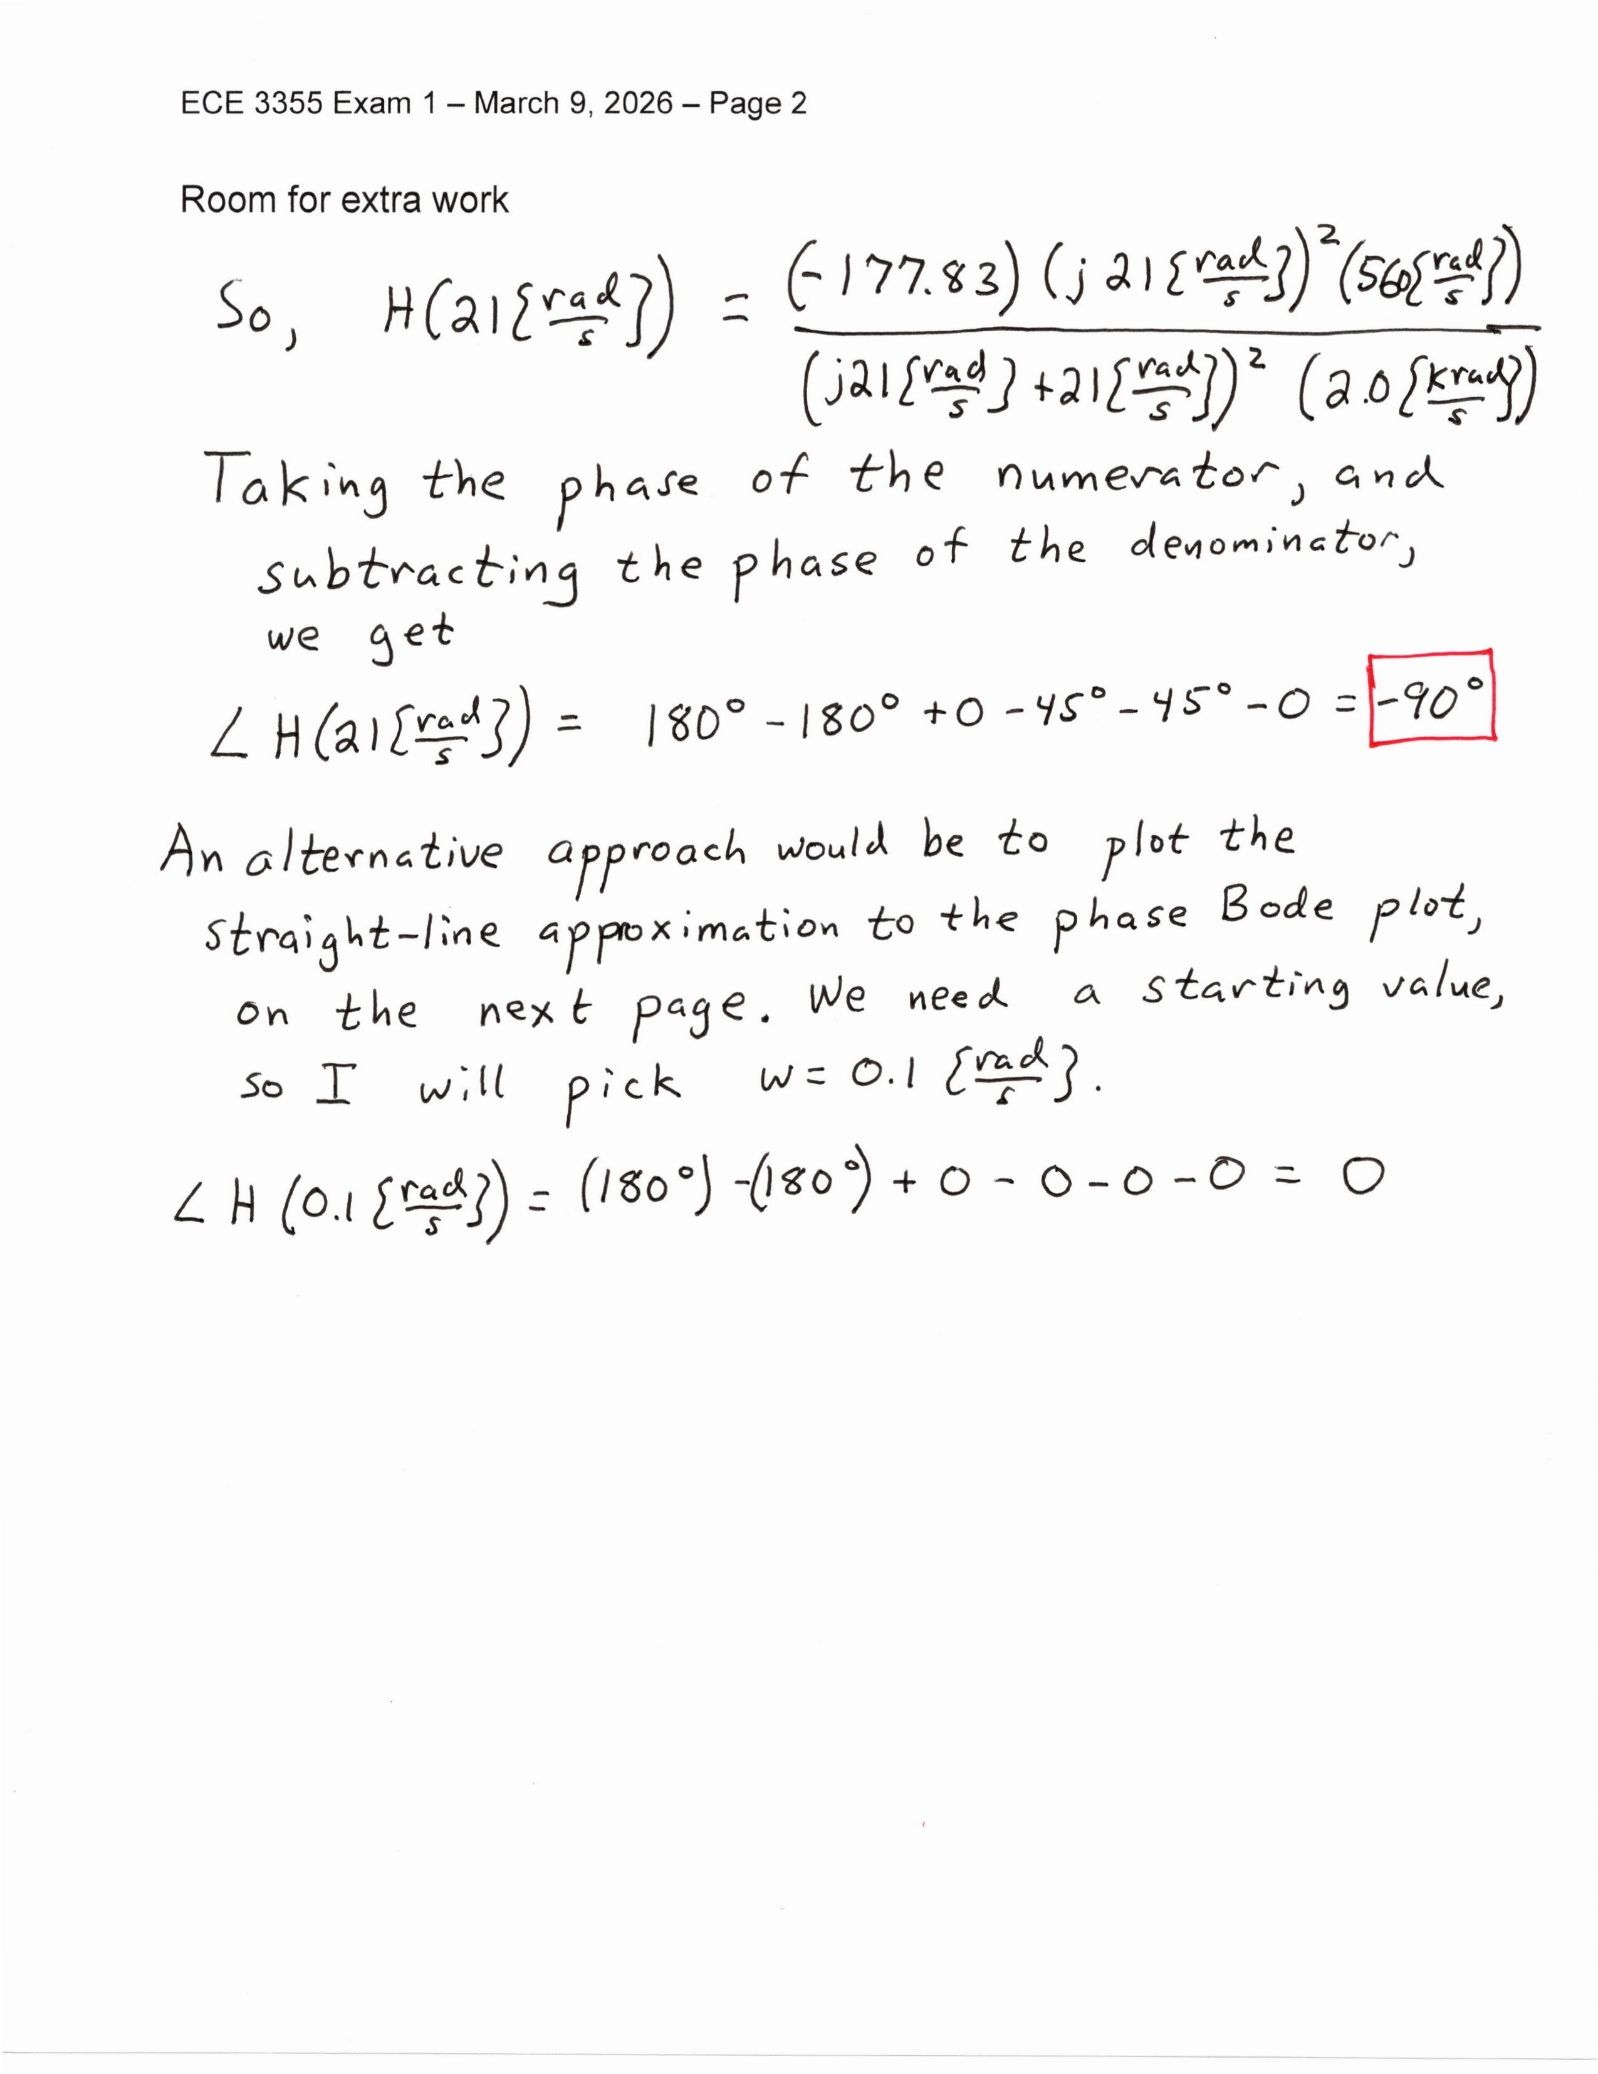 ECE 3355 Exam 1 – March 9, 2026 – Page 2
Room for extra work
So, H(21{rad/s}) = (-177.83) (j 21{rad/s})² (560{rad/s}) / (j21{rad/s} + 21{rad/s})² (2.0{krad/s})
Taking the phase of the numerator, and
subtracting the phase of the denominator,
we get
∠ H(21{rad/s}) = 180° - 180° + 0 - 45° - 45° - 0 = -90°
An alternative approach would be to plot the
straight-line approximation to the phase Bode plot,
on the next page. We need a starting value,
so I will pick w = 0.1 {rad/s}.
∠ H (0.1 {rad/s}) = (180°) - (180°) + 0 - 0 - 0 - 0 = 0